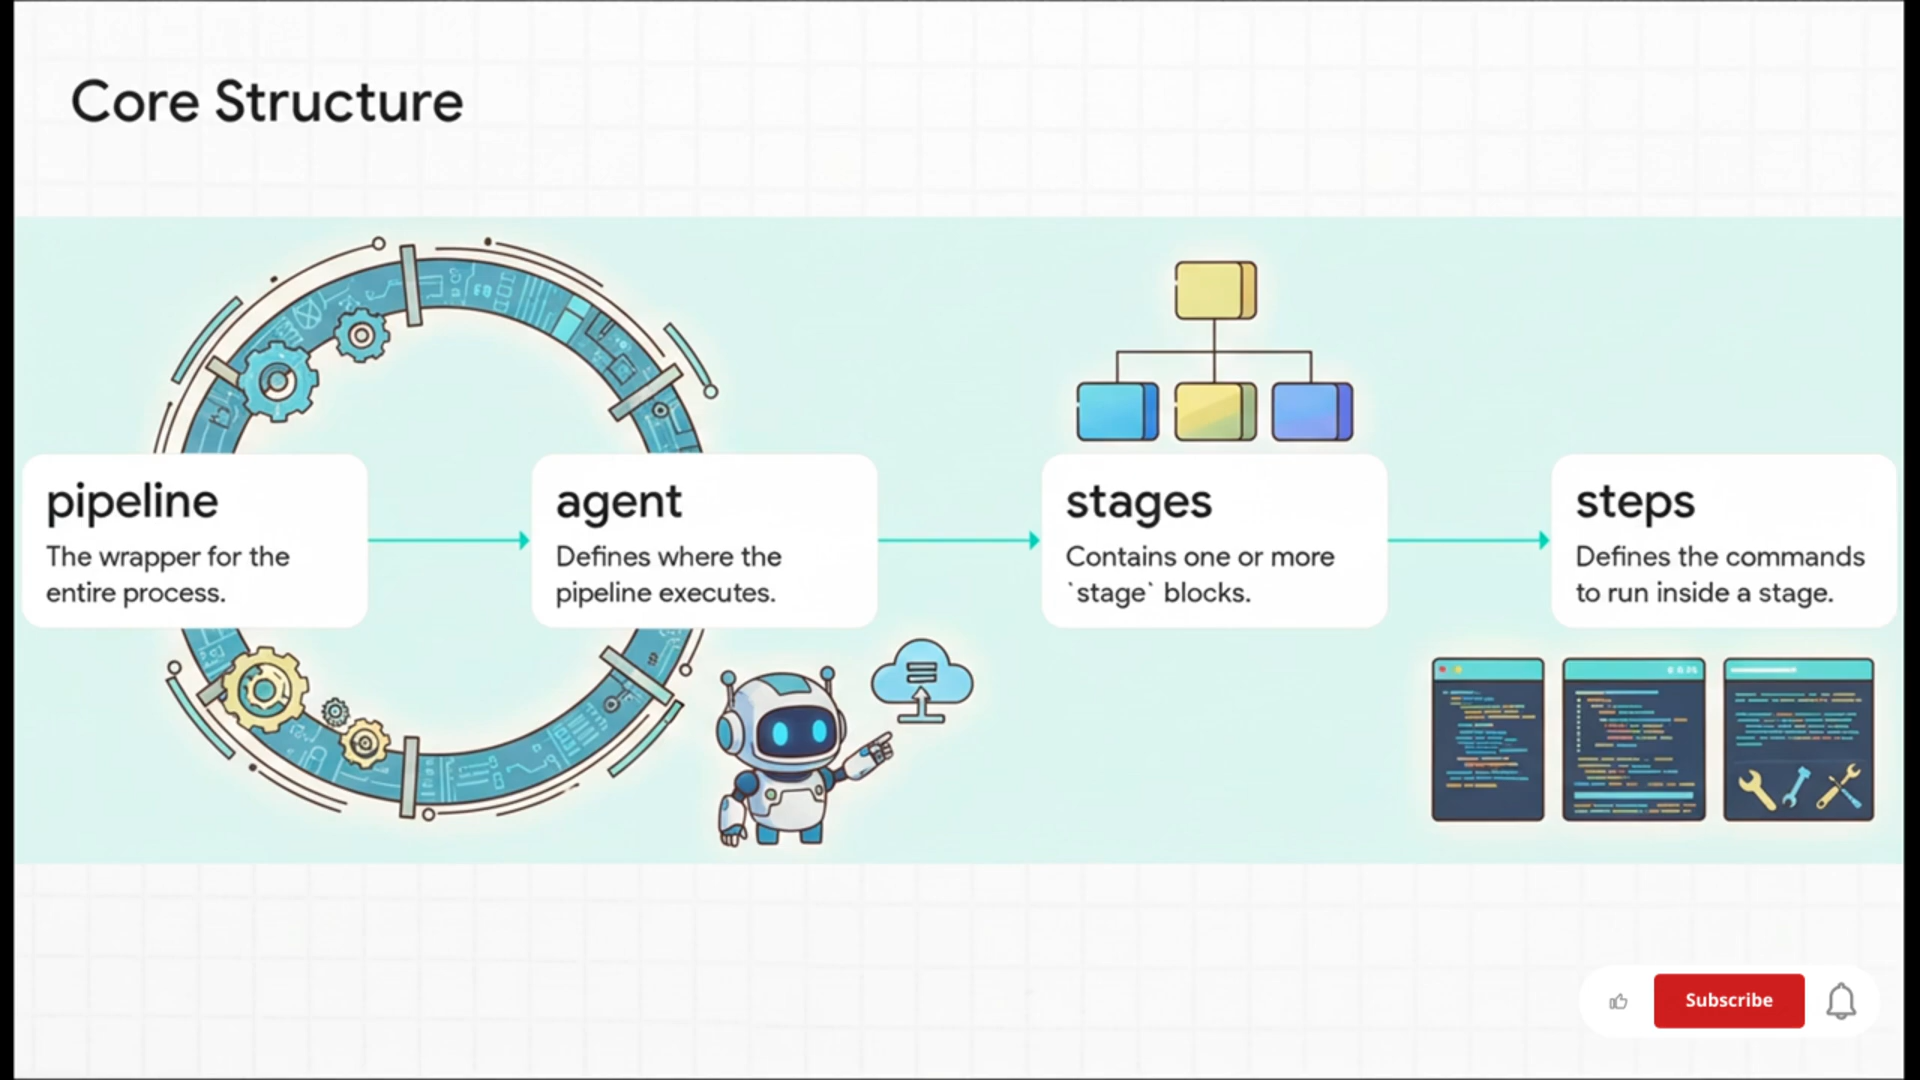 Core Structure
pipeline
The wrapper for the
entire process.
agent
Defines where the
pipeline executes.
stages
Contains one or more
`stage` blocks.
steps
Defines the commands
to run inside a stage.
Subscribe